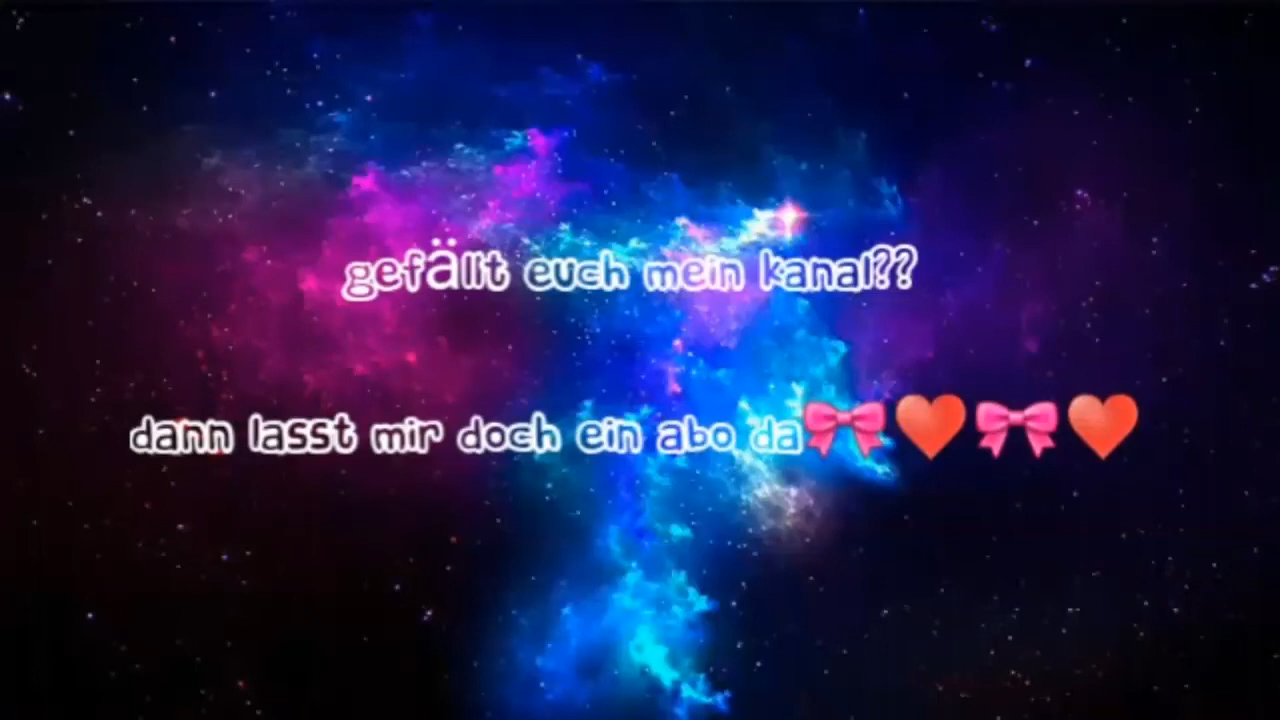 gefällt euch mein kanal??
dann lasst mir doch ein abo da🎀❤️🎀❤️